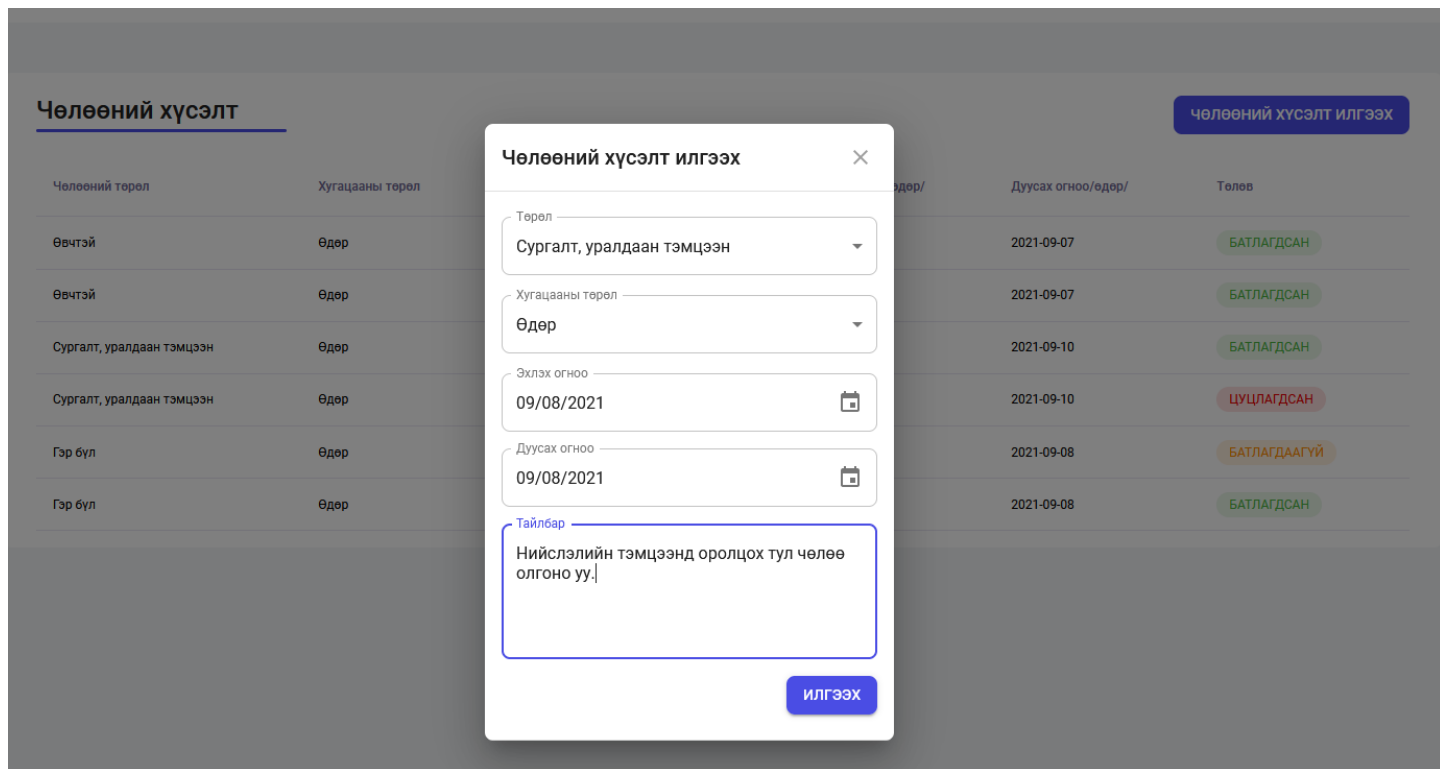 Чөлөөний хүсэлт
ЧӨЛӨӨНИЙ ХҮСЭЛТ ИЛГЭЭХ
Чөлөөний төрөл Хугацааны төрөл Дуусах огноо/өдөр/ Төлөв
Өвчтэй Өдөр 2021-09-07 БАТЛАГДСАН
Өвчтэй Өдөр 2021-09-07 БАТЛАГДСАН
Сургалт, уралдаан тэмцээн Өдөр 2021-09-10 БАТЛАГДСАН
Сургалт, уралдаан тэмцээн Өдөр 2021-09-10 ЦУЦЛАГДСАН
Гэр бүл Өдөр 2021-09-08 БАТЛАГДААГҮЙ
Гэр бүл Өдөр 2021-09-08 БАТЛАГДСАН
Чөлөөний хүсэлт илгээх
Төрөл
Сургалт, уралдаан тэмцээн
Хугацааны төрөл
Өдөр
Эхлэх огноо
09/08/2021
Дуусах огноо
09/08/2021
Тайлбар
Нийслэлийн тэмцээнд оролцох тул чөлөө
олгоно уу.
ИЛГЭЭХ